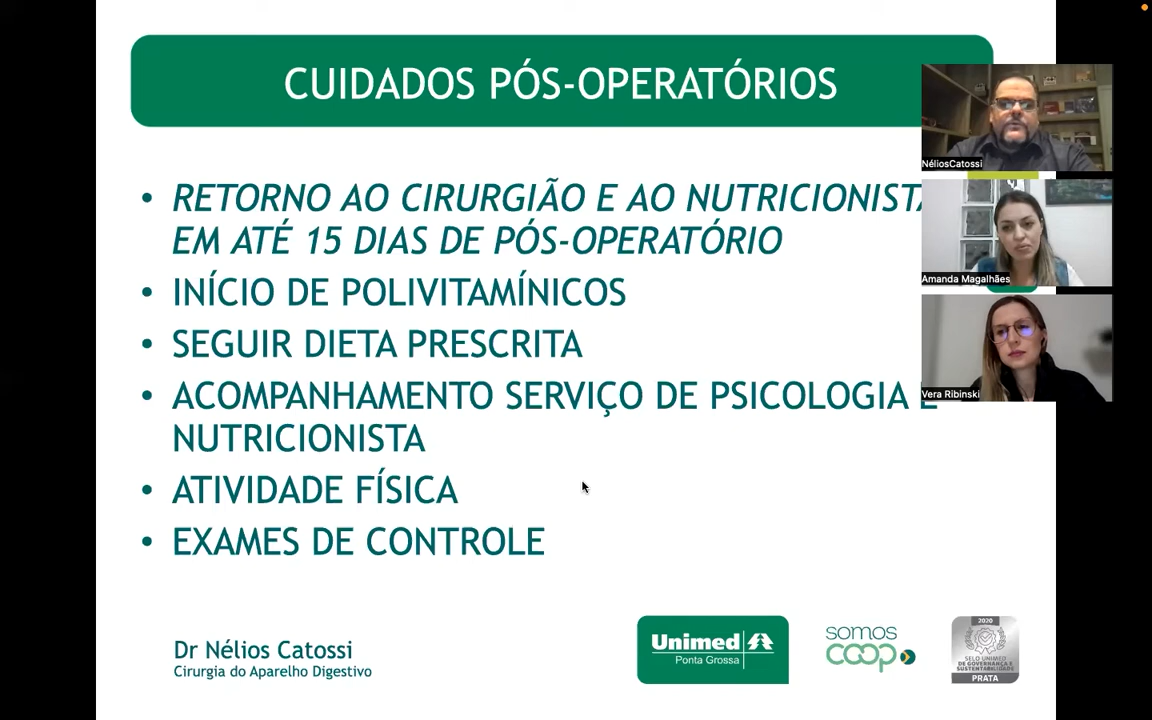 CUIDADOS PÓS-OPERATÓRIOS
• RETORNO AO CIRURGIÃO E AO NUTRICIONISTA
EM ATÉ 15 DIAS DE PÓS-OPERATÓRIO
• INÍCIO DE POLIVITAMÍNICOS
• SEGUIR DIETA PRESCRITA
• ACOMPANHAMENTO SERVIÇO DE PSICOLOGIA E
NUTRICIONISTA
• ATIVIDADE FÍSICA
• EXAMES DE CONTROLE
NéliosCatossi
Amanda Magalhães
Vera Ribinski
Dr Nélios Catossi
Cirurgia do Aparelho Digestivo
Unimed
Ponta Grossa
somos
coop
2020
SELO UNIMED
DE GOVERNANÇA E
SUSTENTABILIDADE
PRATA